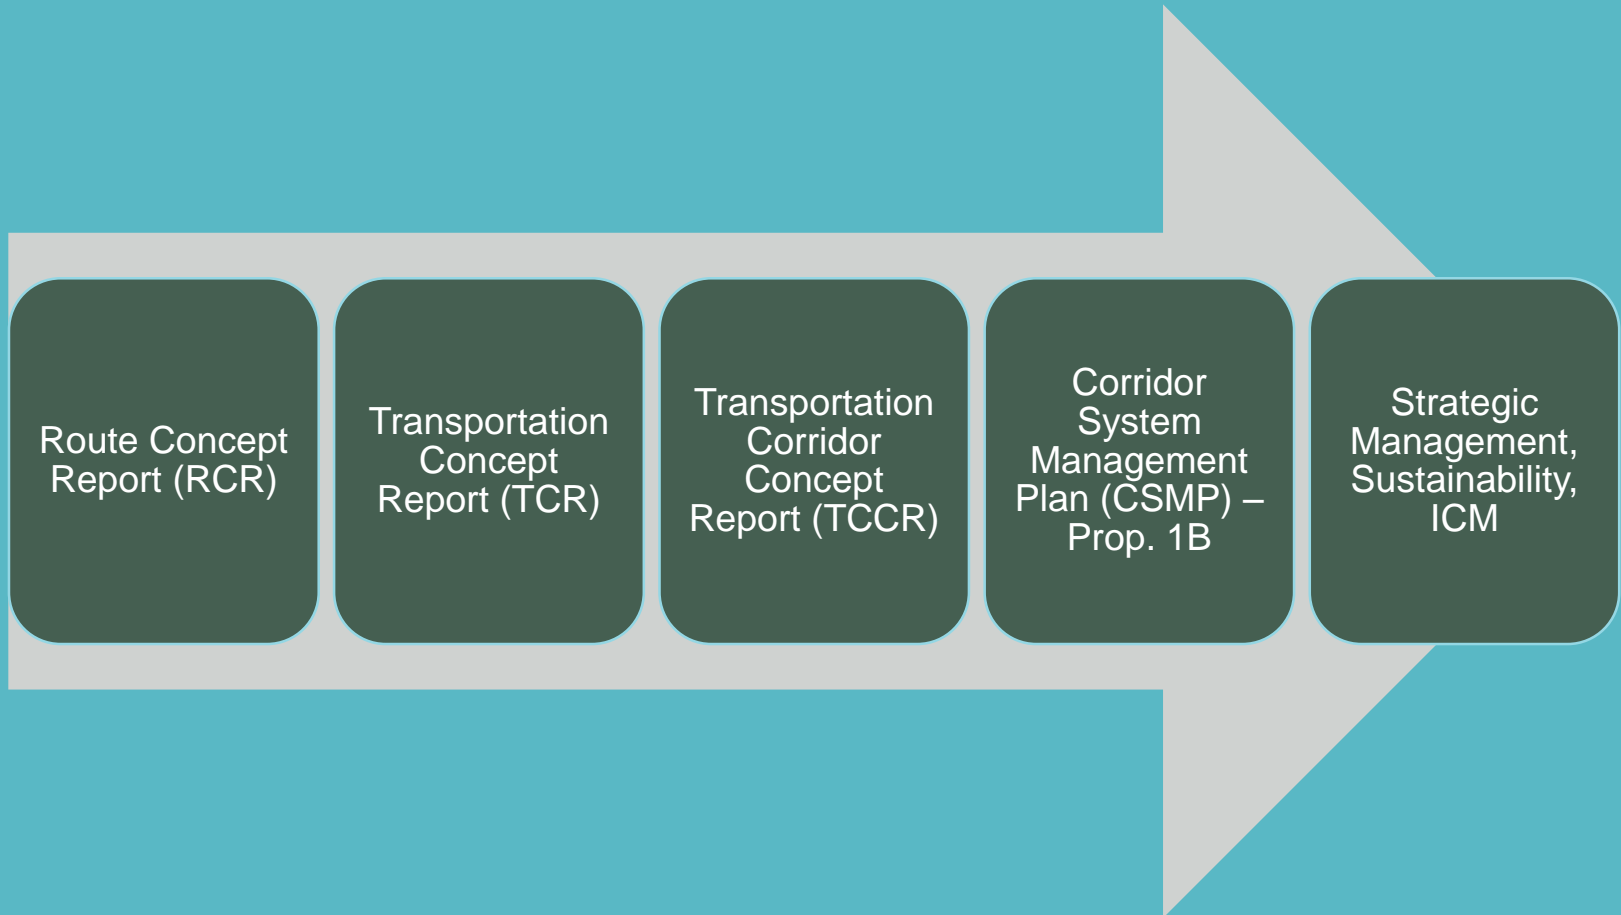 Route Concept
Report (RCR)
Transportation
Concept
Report (TCR)
Transportation
Corridor
Concept
Report (TCCR)
Corridor
System
Management
Plan (CSMP) –
Prop. 1B
Strategic
Management,
Sustainability,
ICM